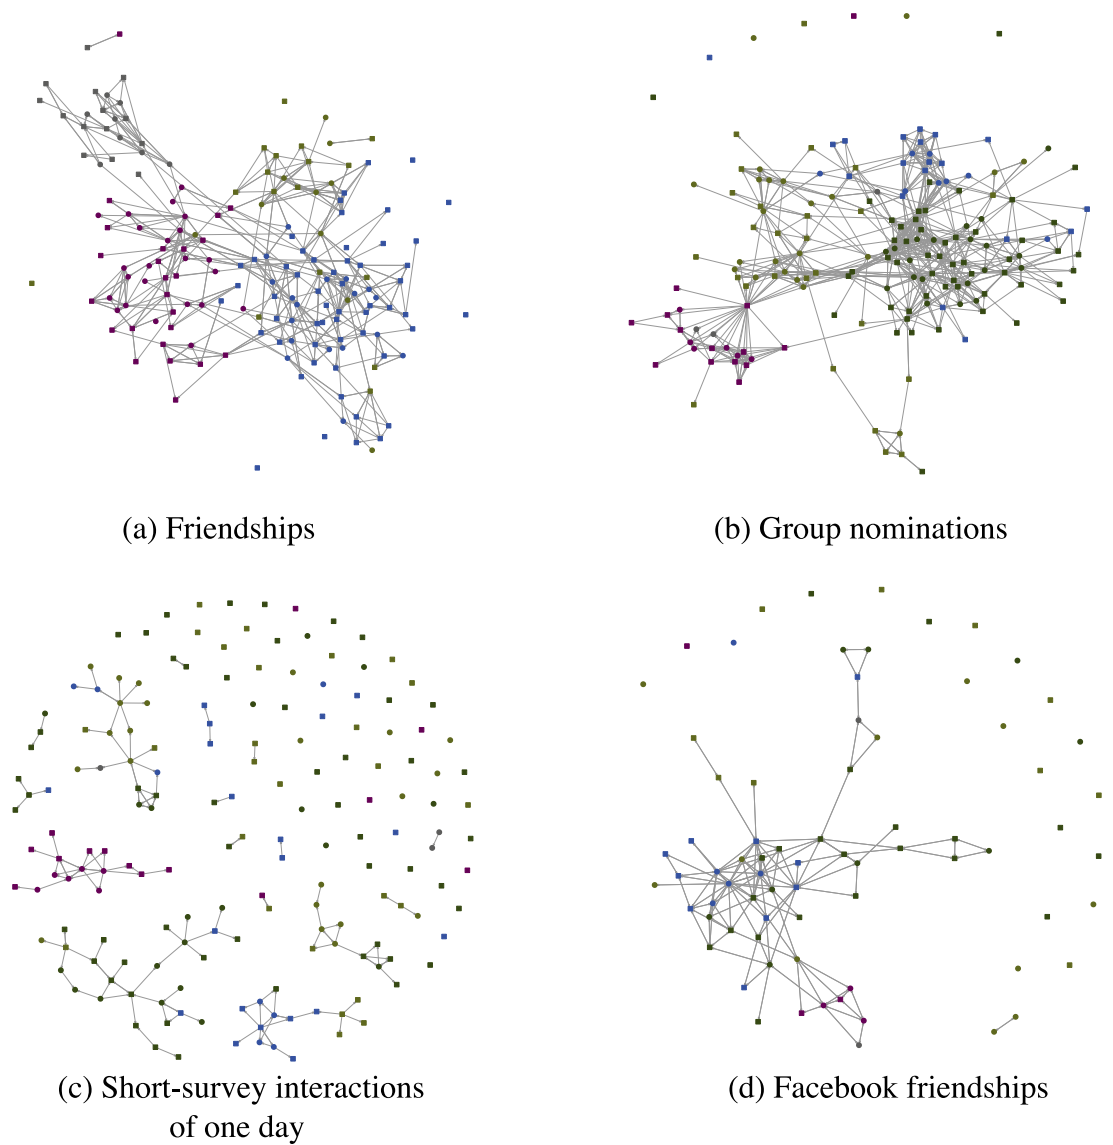 (a) Friendships
(b) Group nominations
(c) Short-survey interactions
of one day
(d) Facebook friendships